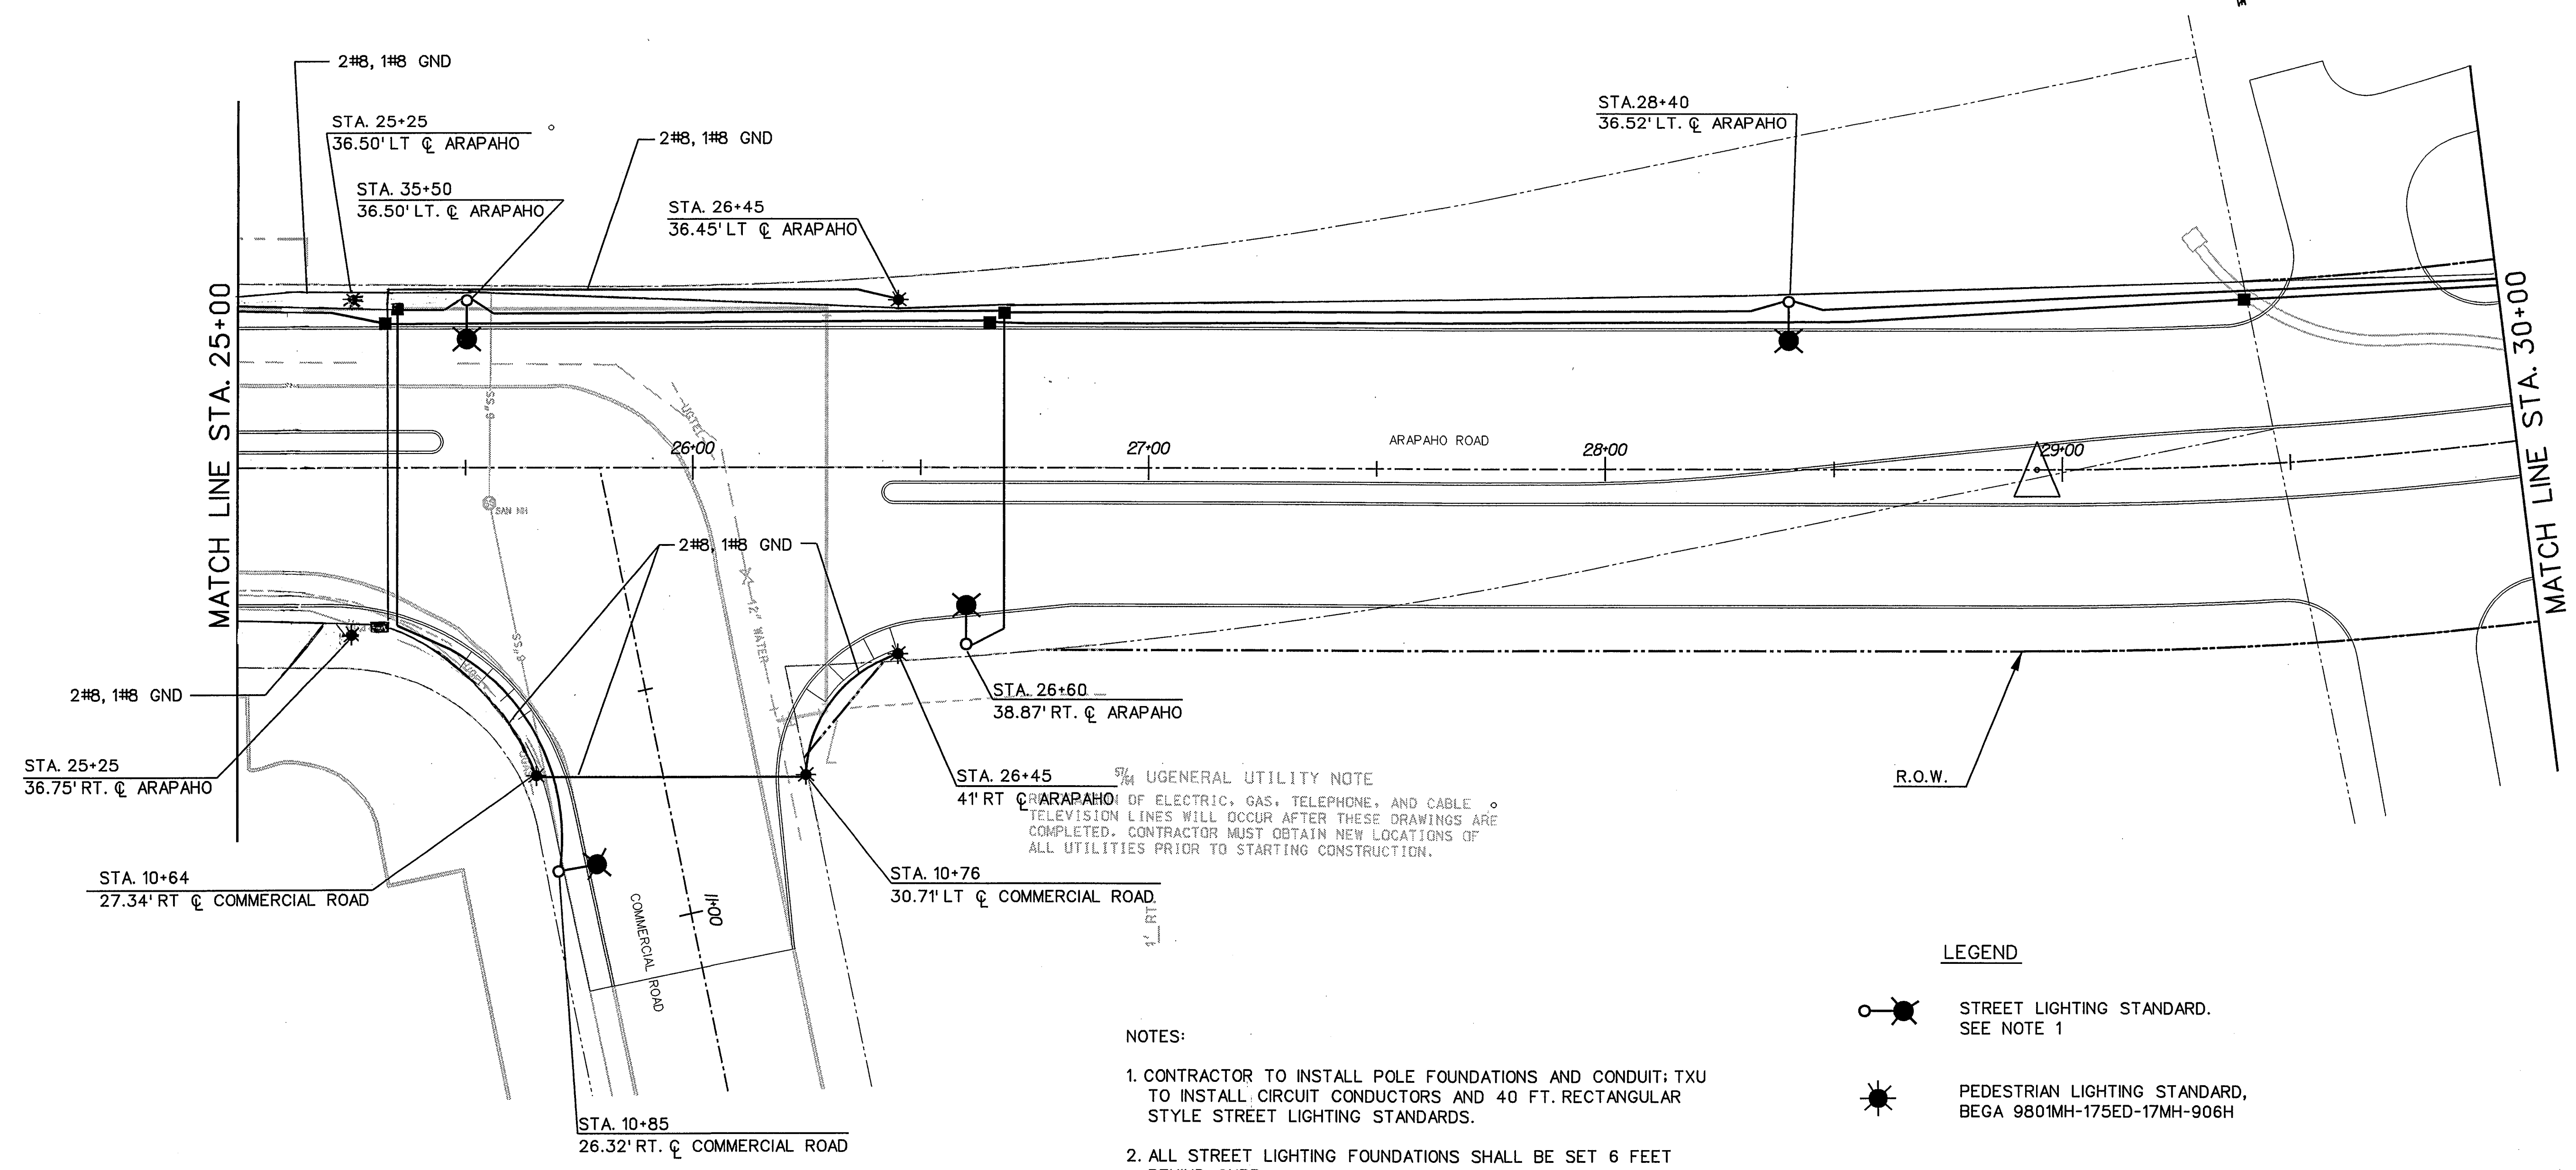 2#8, 1#8 GND
STA. 25+25
36.50' LT ℄ ARAPAHO
2#8, 1#8 GND
STA. 35+50
36.50' LT. ℄ ARAPAHO
STA. 26+45
36.45' LT ℄ ARAPAHO
STA.28+40
36.52' LT. ℄ ARAPAHO
MATCH LINE STA. 25+00
MATCH LINE STA. 30+00
UGTEL
26+00
27+00
ARAPAHO ROAD
28+00
29+00
SAN MH
2#8, 1#8 GND
12" WATER
2#8, 1#8 GND
STA. 26+60
38.87' RT. ℄ ARAPAHO
STA. 25+25
36.75' RT. ℄ ARAPAHO
STA. 26+45
41' RT ℄ ARAPAHO
R.O.W.
UGENERAL UTILITY NOTE
OF ELECTRIC, GAS, TELEPHONE, AND CABLE
TELEVISION LINES WILL OCCUR AFTER THESE DRAWINGS ARE
COMPLETED. CONTRACTOR MUST OBTAIN NEW LOCATIONS OF
ALL UTILITIES PRIOR TO STARTING CONSTRUCTION.
STA. 10+64
27.34' RT ℄ COMMERCIAL ROAD
STA. 10+76
30.71' LT ℄ COMMERCIAL ROAD
1' RT.
11+00
COMMERCIAL ROAD
STA. 10+85
26.32' RT. ℄ COMMERCIAL ROAD
NOTES:
1. CONTRACTOR TO INSTALL POLE FOUNDATIONS AND CONDUIT; TXU
TO INSTALL CIRCUIT CONDUCTORS AND 40 FT. RECTANGULAR
STYLE STREET LIGHTING STANDARDS.
2. ALL STREET LIGHTING FOUNDATIONS SHALL BE SET 6 FEET
LEGEND
STREET LIGHTING STANDARD.
SEE NOTE 1
PEDESTRIAN LIGHTING STANDARD,
BEGA 9801MH-175ED-17MH-906H